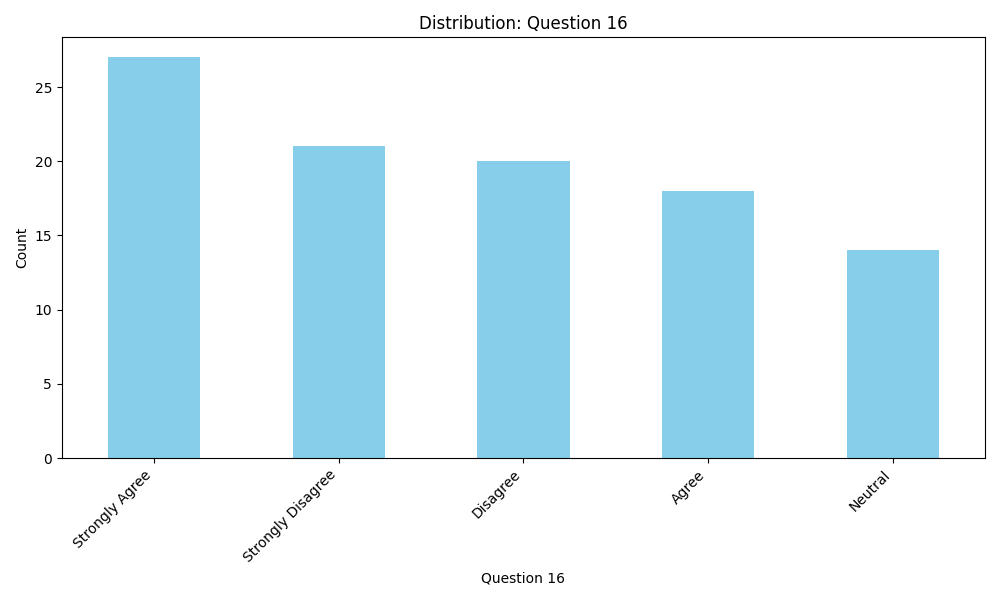 Distribution: Question 16
Count
25
20
15
10
5
0
Strongly Agree
Strongly Disagree
Disagree
Agree
Neutral
Question 16